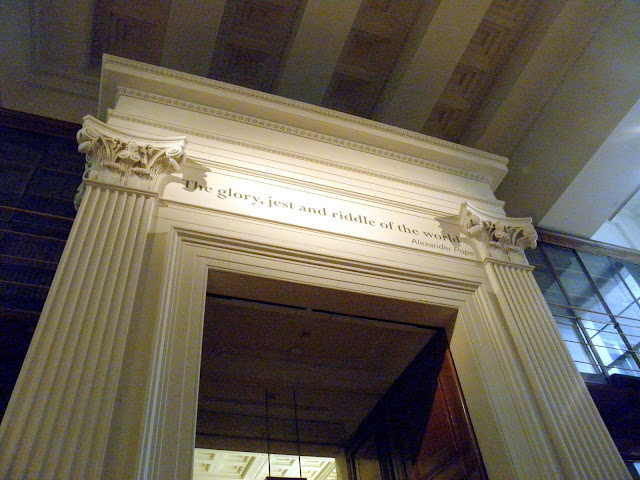 The glory, jest and riddle of the world
Alexander Pope